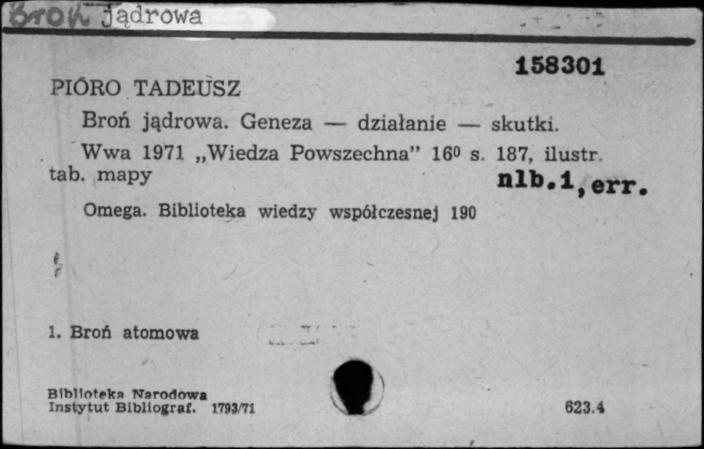 Broń jądrowa
158301
PIÓRO TADEUSZ
Broń jądrowa. Geneza — działanie — skutki.
Wwa 1971 „Wiedza Powszechna” 16⁰ s. 187, ilustr.
tab. mapy
nlb.1, err.
Omega. Biblioteka wiedzy współczesnej 190
1. Broń atomowa
Biblioteka Narodowa
Instytut Bibliograf. 1793/71
623.4